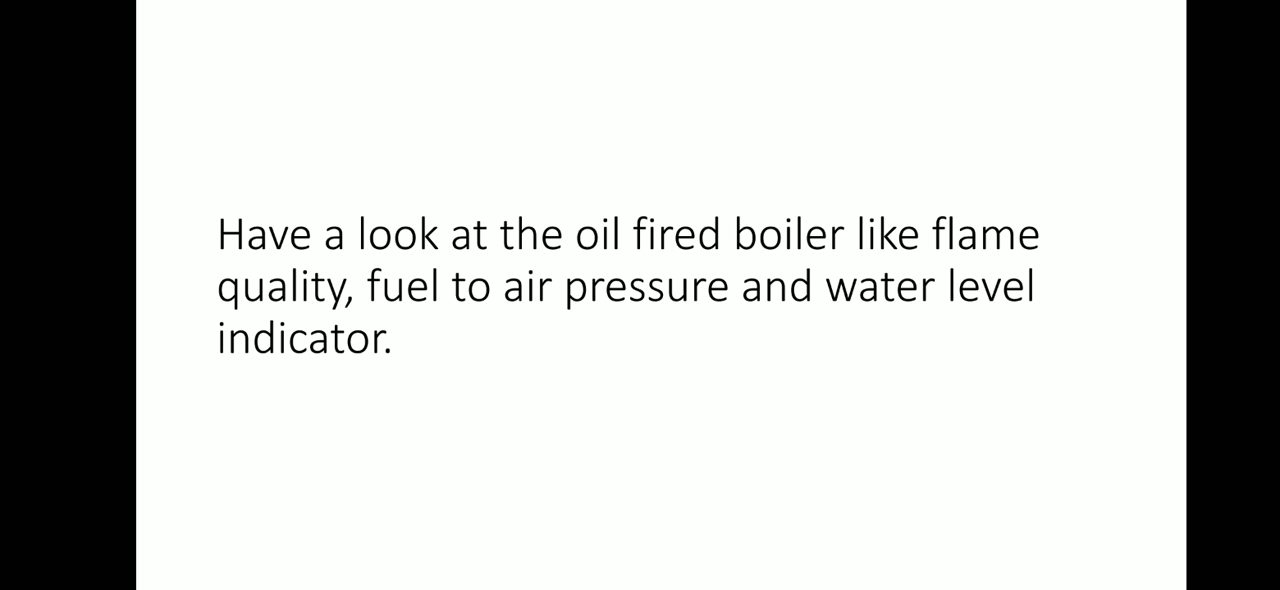 Have a look at the oil fired boiler like flame
quality, fuel to air pressure and water level
indicator.